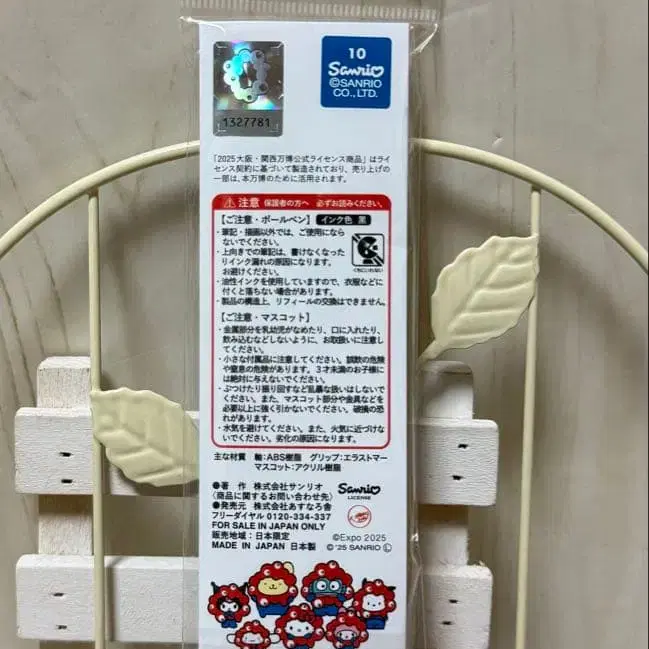 10
Sanrio
©SANRIO
CO., LTD.
1327781
「2025大阪・関西万博公式ライセンス商品」はライ
センス契約に基づいて製造されており、売り上げの
一部は、本万博のために活用されます。
注意 保護者の方へ 必ずお読みください。
【ご注意・ボールペン】 インク色 黒
・筆記・描画以外では、ご使用になら
ないでください。
・上向きでの筆記は、書けなくなった
りインク漏れの原因になります。
お避けください。
・油性インクを使用していますので、衣服などに
付くと落ちない場合があります。
・製品の構造上、リフィールの交換はできません。
【ご注意・マスコット】
・金属部分を乳幼児がなめたり、口に入れたり、
飲み込むなどしないように、お取扱いに注意し
てください。
・小さな付属品に注意してください。誤飲の危険
や窒息の危険があります。3才未満のお子様に
は絶対に与えないでください。
・ぶつけたり振り回すなど乱暴な扱いはしないで
ください。また、マスコット部分や金具などを
必要以上に強く引かないでください。破損の恐
れがあります。
・水気を避けてください。また、火気に近づけな
いでください。劣化の原因になります。
主な材質 軸:ABS樹脂 グリップ:エラストマー
マスコット:アクリル樹脂
●著 作 株式会社サンリオ
〈商品に関するお問い合わせ先〉
●発売元 株式会社あすなろ舎
フリーダイヤル 0120-334-337
FOR SALE IN JAPAN ONLY
販売地域:日本限定
MADE IN JAPAN 日本製
Sanrio
LICENSE
©Expo 2025
© '25 SANRIO Ⓛ